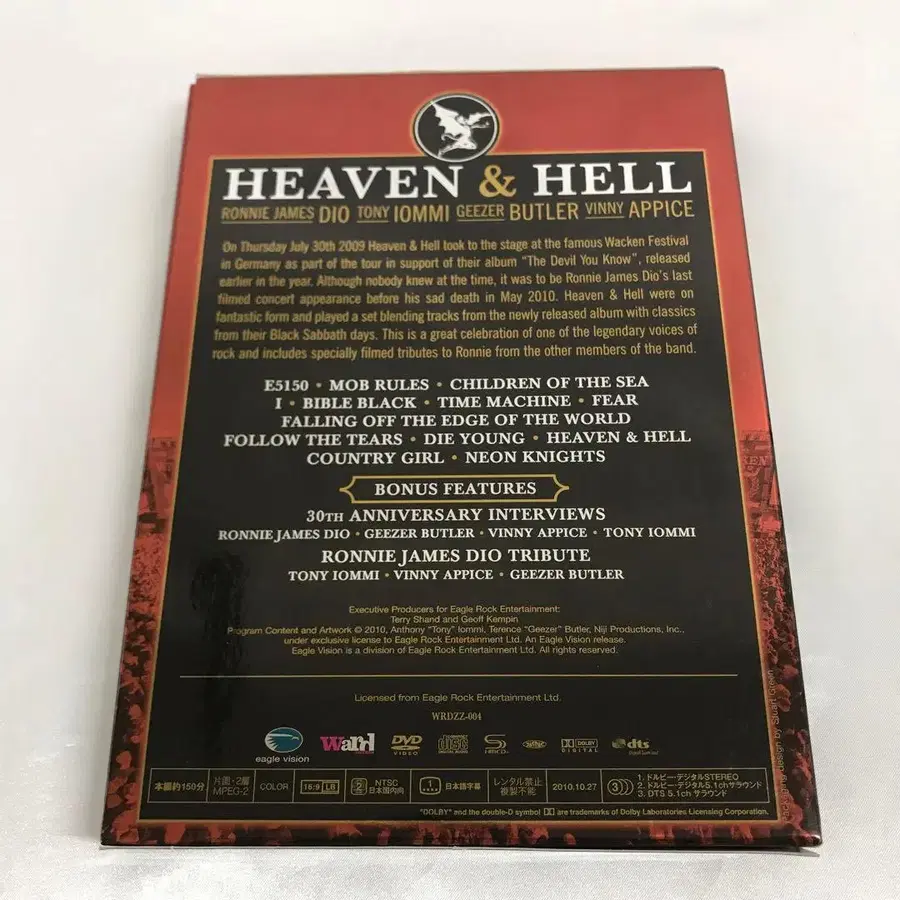 HEAVEN & HELL
RONNIE JAMES DIO TONY IOMMI GEEZER BUTLER VINNY APPICE
On Thursday July 30th 2009 Heaven & Hell took to the stage at the famous Wacken Festival
in Germany as part of the tour in support of their album "The Devil You Know", released
earlier in the year. Although nobody knew at the time, it was to be Ronnie James Dio's last
filmed concert appearance before his sad death in May 2010. Heaven & Hell were on
fantastic form and played a set blending tracks from the newly released album with classics
from their Black Sabbath days. This is a great celebration of one of the legendary voices of
rock and includes specially filmed tributes to Ronnie from the other members of the band.
E5150 • MOB RULES • CHILDREN OF THE SEA
I • BIBLE BLACK • TIME MACHINE • FEAR
FALLING OFF THE EDGE OF THE WORLD
FOLLOW THE TEARS • DIE YOUNG • HEAVEN & HELL
COUNTRY GIRL • NEON KNIGHTS
BONUS FEATURES
30TH ANNIVERSARY INTERVIEWS
RONNIE JAMES DIO • GEEZER BUTLER • VINNY APPICE • TONY IOMMI
RONNIE JAMES DIO TRIBUTE
TONY IOMMI • VINNY APPICE • GEEZER BUTLER
Executive Producers for Eagle Rock Entertainment:
Terry Shand and Geoff Kempin
Program Content and Artwork © 2010, Anthony "Tony" Iommi, Terence "Geezer" Butler, Niji Productions, Inc.,
under exclusive license to Eagle Rock Entertainment Ltd. An Eagle Vision release.
Eagle Vision is a division of Eagle Rock Entertainment Ltd. All rights reserved.
Licensed from Eagle Rock Entertainment Ltd.
WRDZZ-004
eagle vision Ward DVD VIDEO COMPACT disc SHM-CD DOLBY DIGITAL dts
本編約150分 片面・2層 MPEG-2 COLOR 16:9 LB 2 NTSC 日本国内向 1 日本語字幕 レンタル禁止 複製不能 2010.10.27 3 1. ドルビー・デジタルSTEREO
2. ドルビー・デジタル5.1chサラウンド
3. DTS 5.1ch サラウンド
"DOLBY" and the double-D symbol are trademarks of Dolby Laboratories Licensing Corporation.
design by Stuart Green